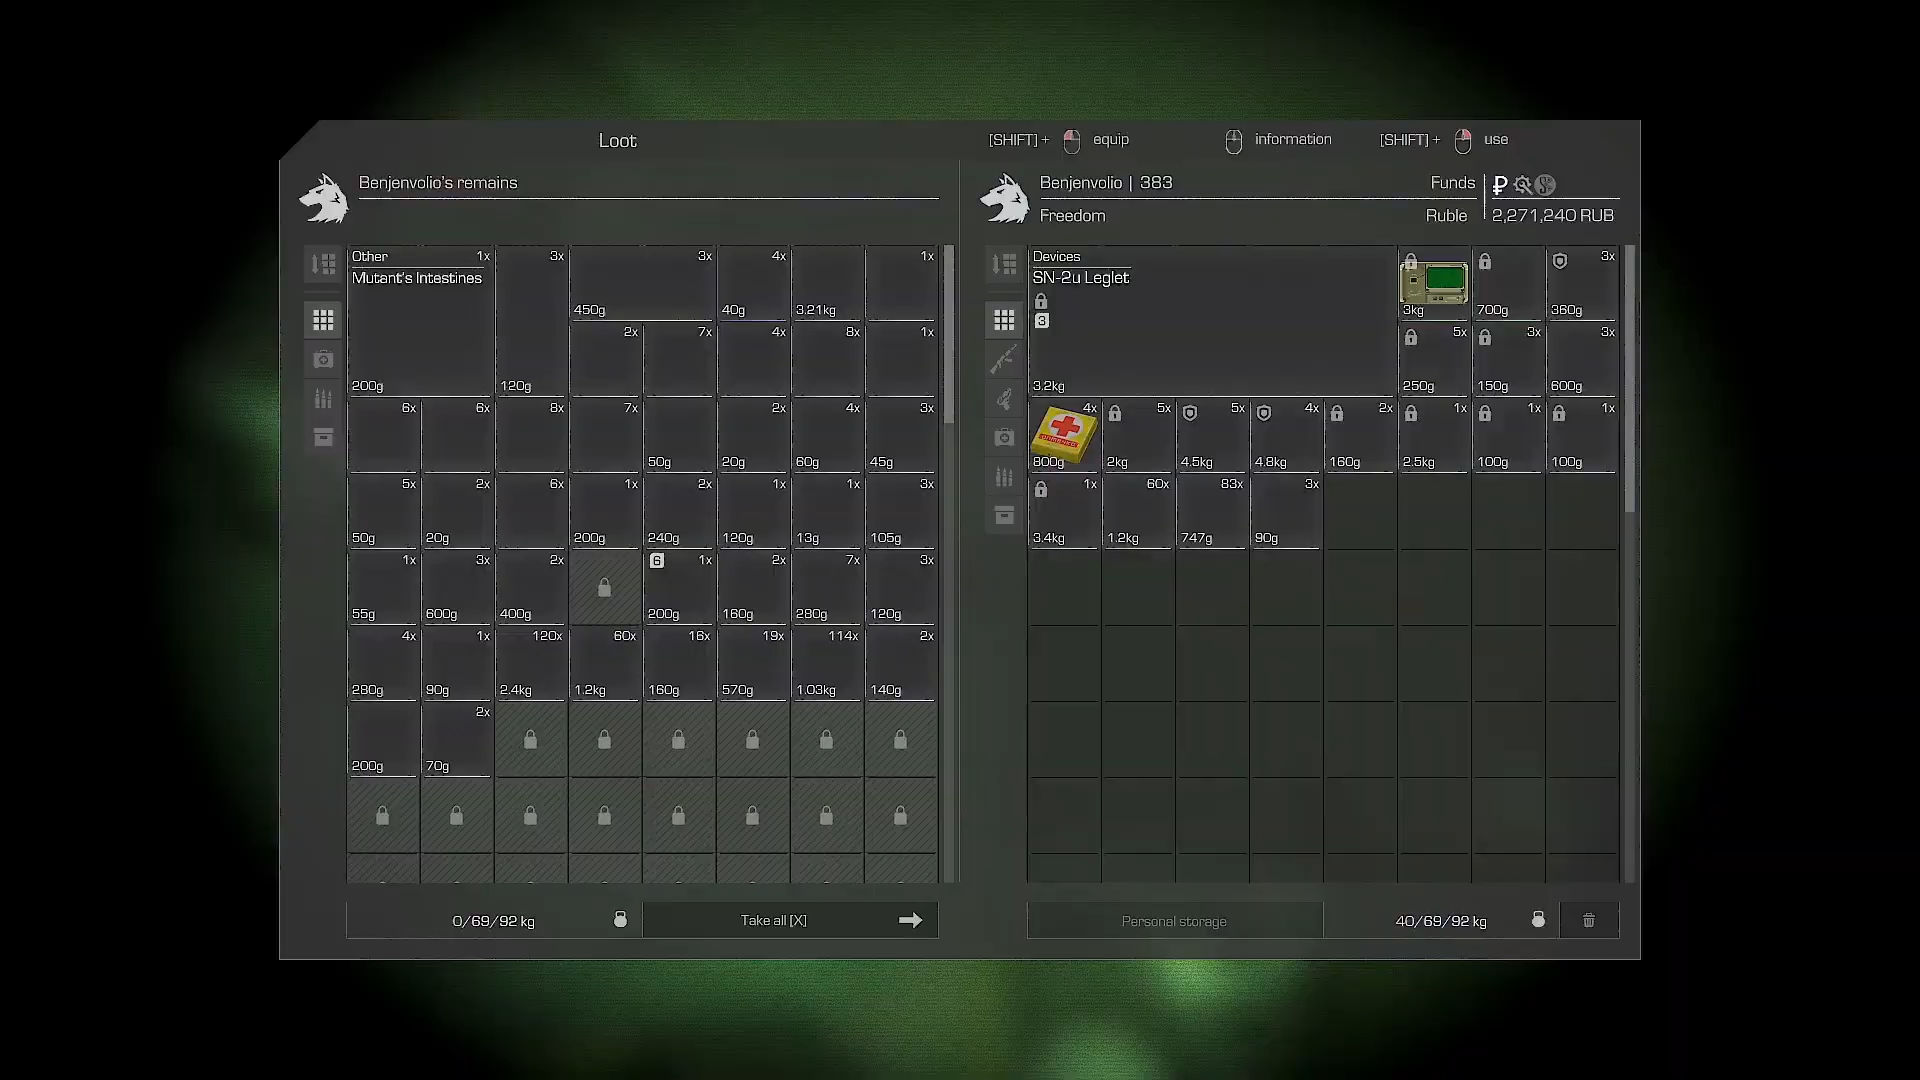 Loot
[SHIFT] + equip
information
[SHIFT] + use
Benjenvolio's remains
Benjenvolio | 383
Funds
Freedom
Ruble
2,271,240 RUB
Other 1x 3x 3x 4x 1x
Mutant's Intestines
450g 40g 3.21kg
2x 7x 4x 8x 1x
200g 120g
6x 6x 8x 7x 2x 4x 3x
50g 20g 60g 45g
5x 2x 6x 1x 2x 1x 1x 3x
50g 20g 200g 240g 120g 13g 105g
1x 3x 2x 6 1x 2x 7x 3x
55g 600g 400g 200g 160g 280g 120g
4x 1x 120x 60x 16x 19x 114x 2x
280g 90g 2.4kg 1.2kg 160g 570g 1.03kg 140g
2x
200g 70g
0/69/92 kg
Take all [X]
Devices 3x
SN-2u Leglet
3
3kg 700g 360g
5x 3x 3x
3.2kg 250g 150g 600g
4x 5x 5x 4x 2x 1x 1x 1x
800g 2kg 4.5kg 4.8kg 160g 2.5kg 100g 100g
1x 60x 83x 3x
3.4kg 1.2kg 747g 90g
Personal storage
40/69/92 kg